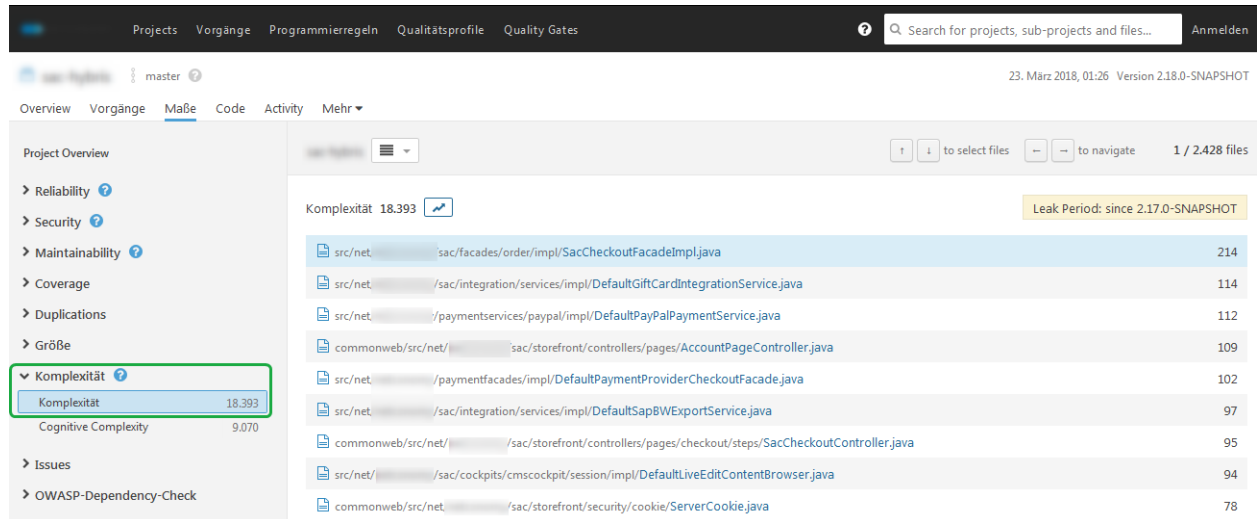 Projects Vorgänge Programmierregeln Qualitätsprofile Quality Gates ? Search for projects, sub-projects and files... Anmelden
master ? 23. März 2018, 01:26 Version 2.18.0-SNAPSHOT
Overview Vorgänge Maße Code Activity Mehr
Project Overview
↑ ↓ to select files ← → to navigate 1 / 2.428 files
Reliability ?
Security ?
Maintainability ?
Coverage
Duplications
Größe
Komplexität ?
Komplexität 18.393
Cognitive Complexity 9.070
Issues
OWASP-Dependency-Check
Komplexität 18.393 Leak Period: since 2.17.0-SNAPSHOT
src/net/ sac/facades/order/impl/SacCheckoutFacadeImpl.java 214
src/net/ /sac/integration/services/impl/DefaultGiftCardIntegrationService.java 114
src/net/ /paymentservices/paypal/impl/DefaultPayPalPaymentService.java 112
commonweb/src/net/ sac/storefront/controllers/pages/AccountPageController.java 109
src/net/ /paymentfacades/impl/DefaultPaymentProviderCheckoutFacade.java 102
src/net/ /sac/integration/services/impl/DefaultSapBWExportService.java 97
commonweb/src/net/ /sac/storefront/controllers/pages/checkout/steps/SacCheckoutController.java 95
src/net/ /sac/cockpits/cmscockpit/session/impl/DefaultLiveEditContentBrowser.java 94
commonweb/src/net/ /sac/storefront/security/cookie/ServerCookie.java 78